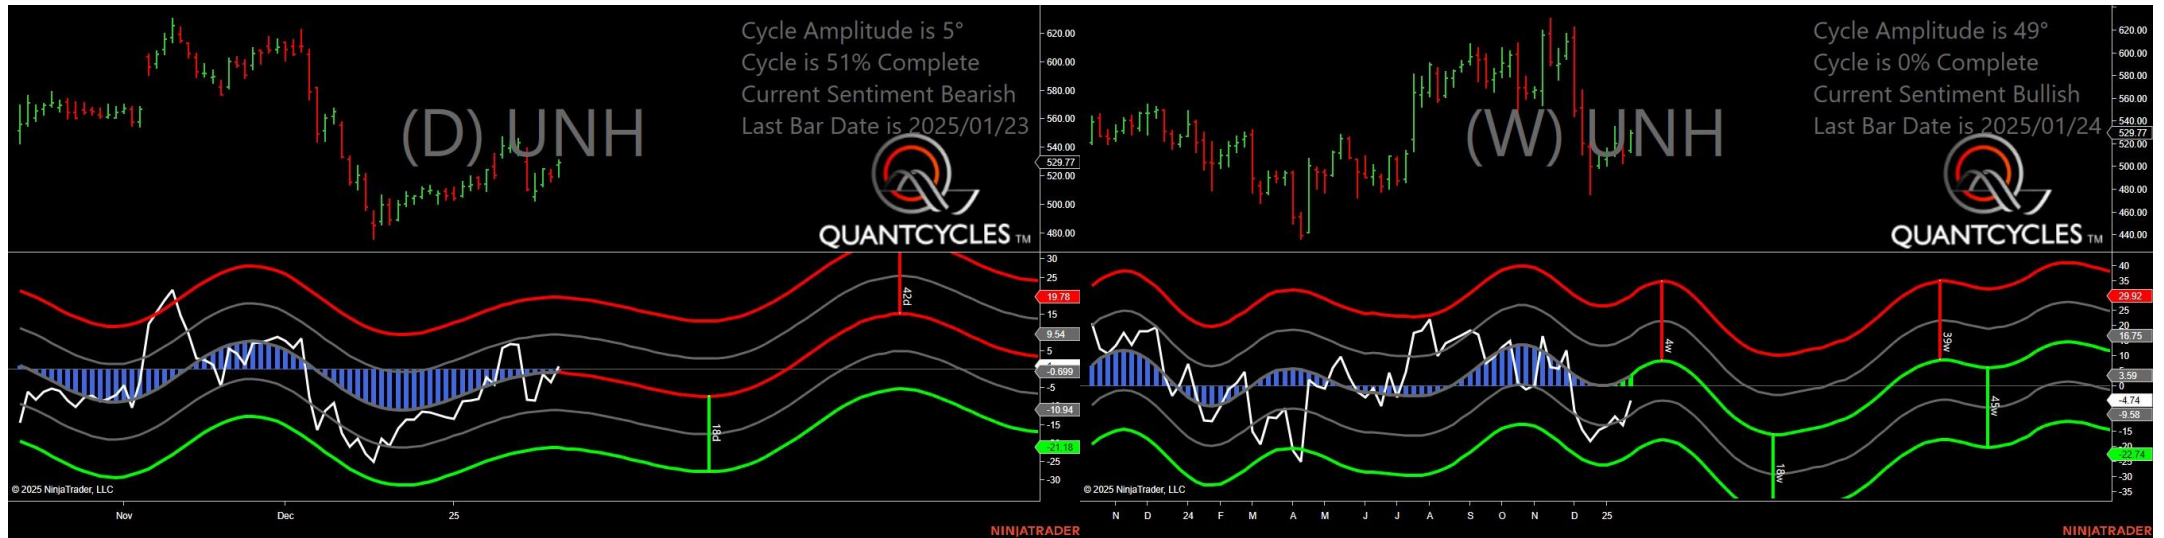 Cycle Amplitude is 5°
Cycle is 51% Complete
Current Sentiment Bearish
Last Bar Date is 2025/01/23
(D) UNH
QUANTCYCLES TM
620.00
600.00
580.00
560.00
540.00
529.77
520.00
500.00
480.00
30
25
19.78
15
9.54
5
-0.699
-5
-10.94
-15
-21.18
-25
-30
42d
18d
© 2025 NinjaTrader, LLC
Nov
Dec
25
NINJATRADER
Cycle Amplitude is 49°
Cycle is 0% Complete
Current Sentiment Bullish
Last Bar Date is 2025/01/24
(W) UNH
QUANTCYCLES TM
620.00
600.00
580.00
560.00
540.00
529.77
520.00
500.00
480.00
460.00
440.00
40
35
29.92
25
20
16.75
10
3.59
0
-4.74
-9.58
-15
-20
-22.74
-25
-30
-35
4w
18w
39w
45w
© 2025 NinjaTrader, LLC
N D 24 F M A M J J A S O N D 25
NINJATRADER